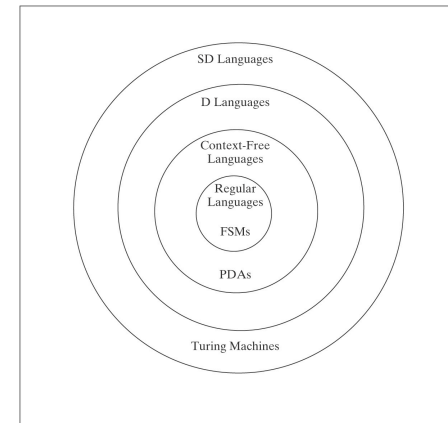 SD Languages
D Languages
Context-Free
Languages
Regular
Languages
FSMs
PDAs
Turing Machines